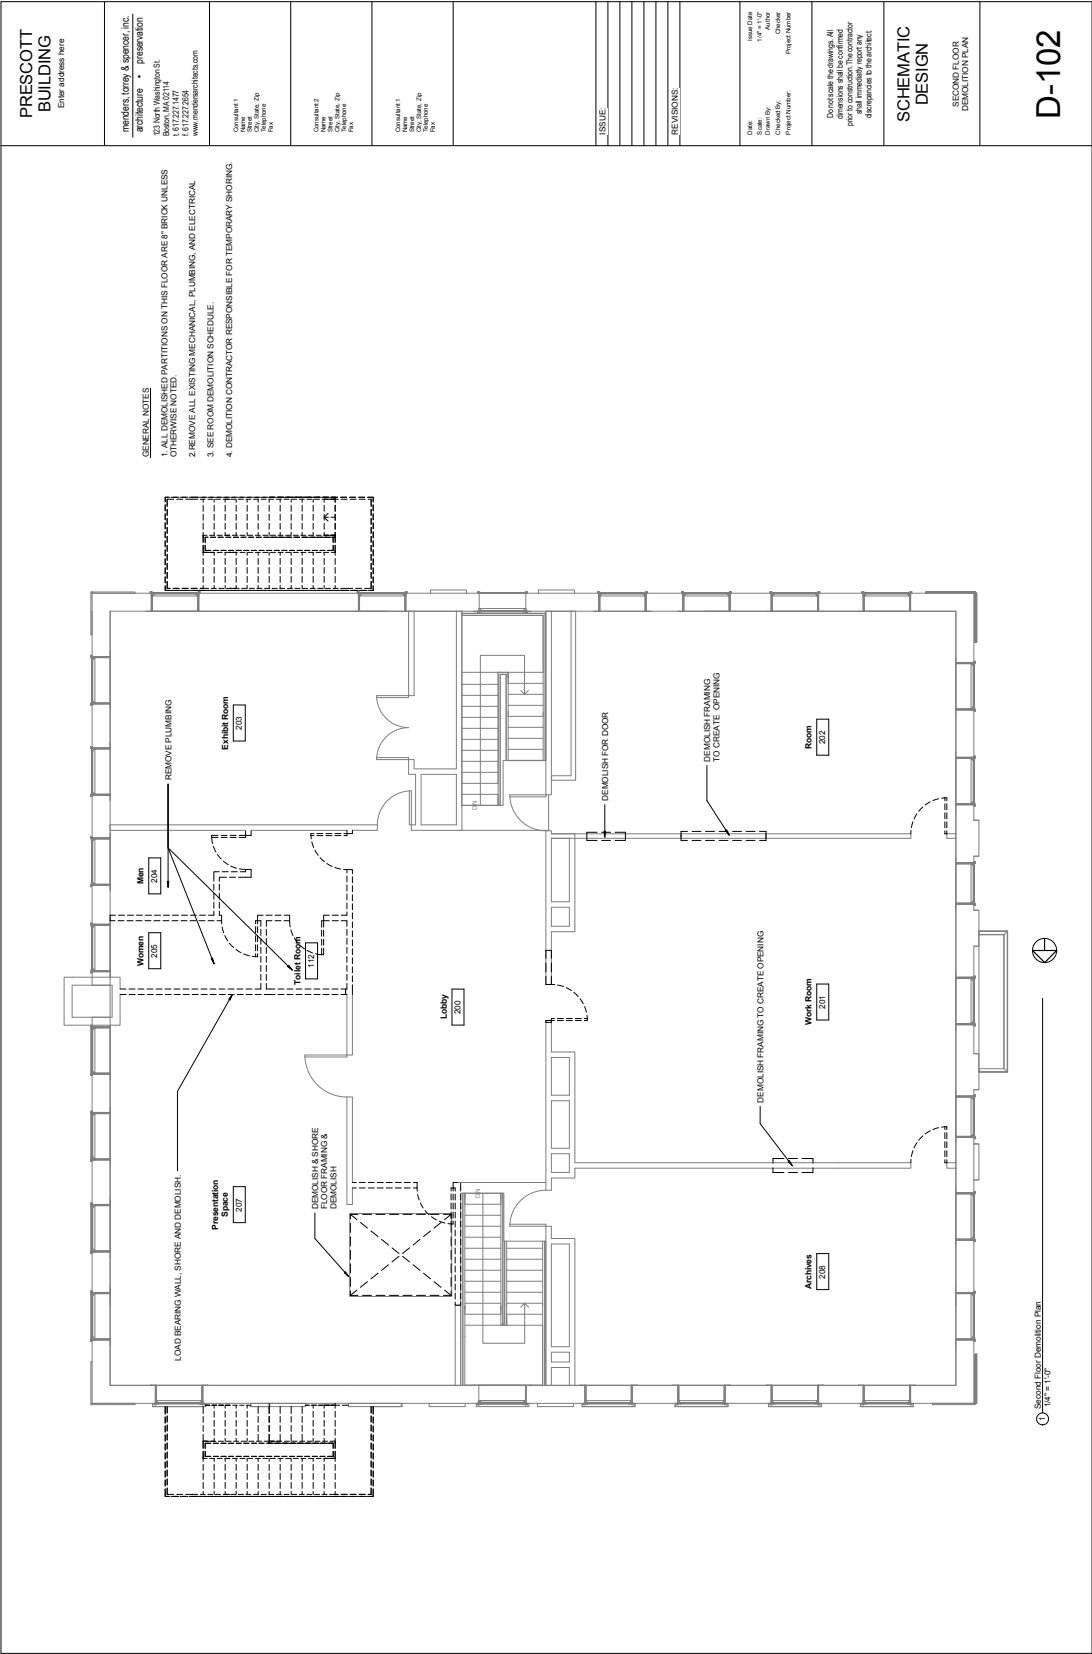 PRESCOTT
BUILDING
Enter address here
menders, torrey & spencer, inc.
architecture • preservation
123 North Washington St.
Boston, MA 02114
t. 617.227.1477
f. 617.227.2654
www.mendersarchitects.com
Consultant 1
Name
Street
City, State, Zip
Telephone
Fax
Consultant 2
Name
Street
City, State, Zip
Telephone
Fax
Consultant 1
Name
Street
City, State, Zip
Telephone
Fax
ISSUE:
REVISIONS:
Date: Issue Date
Scale: 1/4" = 1'-0"
Drawn By: Author
Checked By: Checker
Project Number: Project Number
Do not scale the drawings. All
dimensions shall be confirmed
prior to construction. The contractor
shall immediately report any
discrepancies to the architect.
SCHEMATIC
DESIGN
SECOND FLOOR
DEMOLITION PLAN
D-102
GENERAL NOTES
1. ALL DEMOLISHED PARTITIONS ON THIS FLOOR ARE 8" BRICK UNLESS
OTHERWISE NOTED.
2.REMOVE ALL EXISTING MECHANICAL, PLUMBING, AND ELECTRICAL
3. SEE ROOM DEMOLITION SCHEDULE.
4. DEMOLITION CONTRACTOR RESPONSIBLE FOR TEMPORARY SHORING.
LOAD BEARING WALL, SHORE AND DEMOLISH.
REMOVE PLUMBING
Women
205
Men
204
Exhibit Room
203
Presentation
Space
207
Toilet Room
112
DEMOLISH & SHORE
FLOOR FRAMING &
DEMOLISH
Lobby
200
DN
DN
DEMOLISH FOR DOOR
DEMOLISH FRAMING
TO CREATE OPENING
DEMOLISH FRAMING TO CREATE OPENING
Archives
208
Work Room
201
Room
202
1
Second Floor Demolition Plan
1/4" = 1'-0"